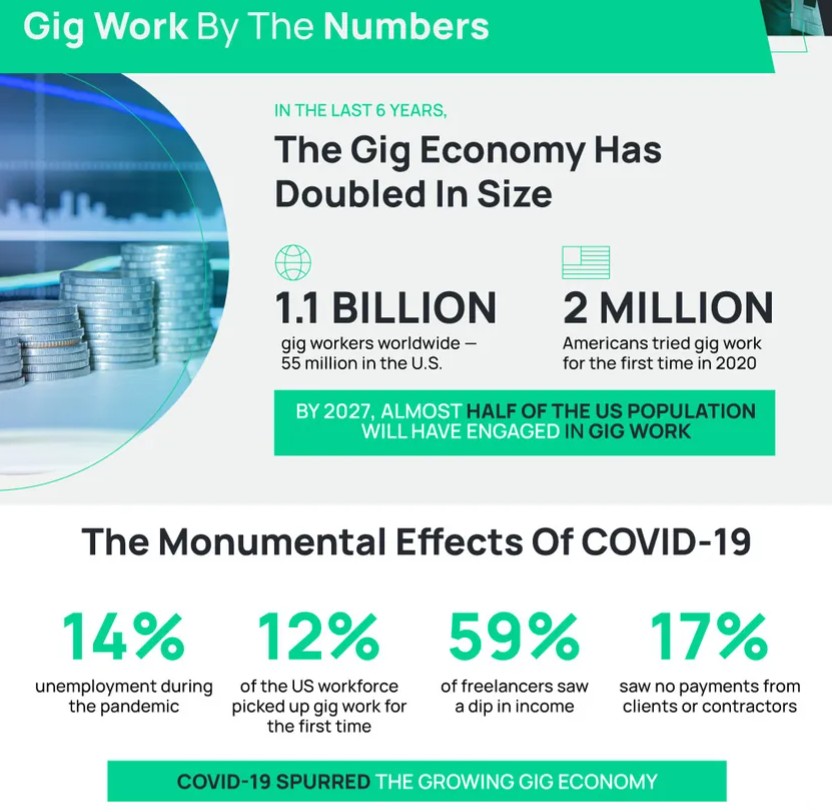 Gig Work By The Numbers
IN THE LAST 6 YEARS,
The Gig Economy Has
Doubled In Size
1.1 BILLION
gig workers worldwide —
55 million in the U.S.
2 MILLION
Americans tried gig work
for the first time in 2020
BY 2027, ALMOST HALF OF THE US POPULATION
WILL HAVE ENGAGED IN GIG WORK
The Monumental Effects Of COVID-19
14%
unemployment during
the pandemic
12%
of the US workforce
picked up gig work for
the first time
59%
of freelancers saw
a dip in income
17%
saw no payments from
clients or contractors
COVID-19 SPURRED THE GROWING GIG ECONOMY